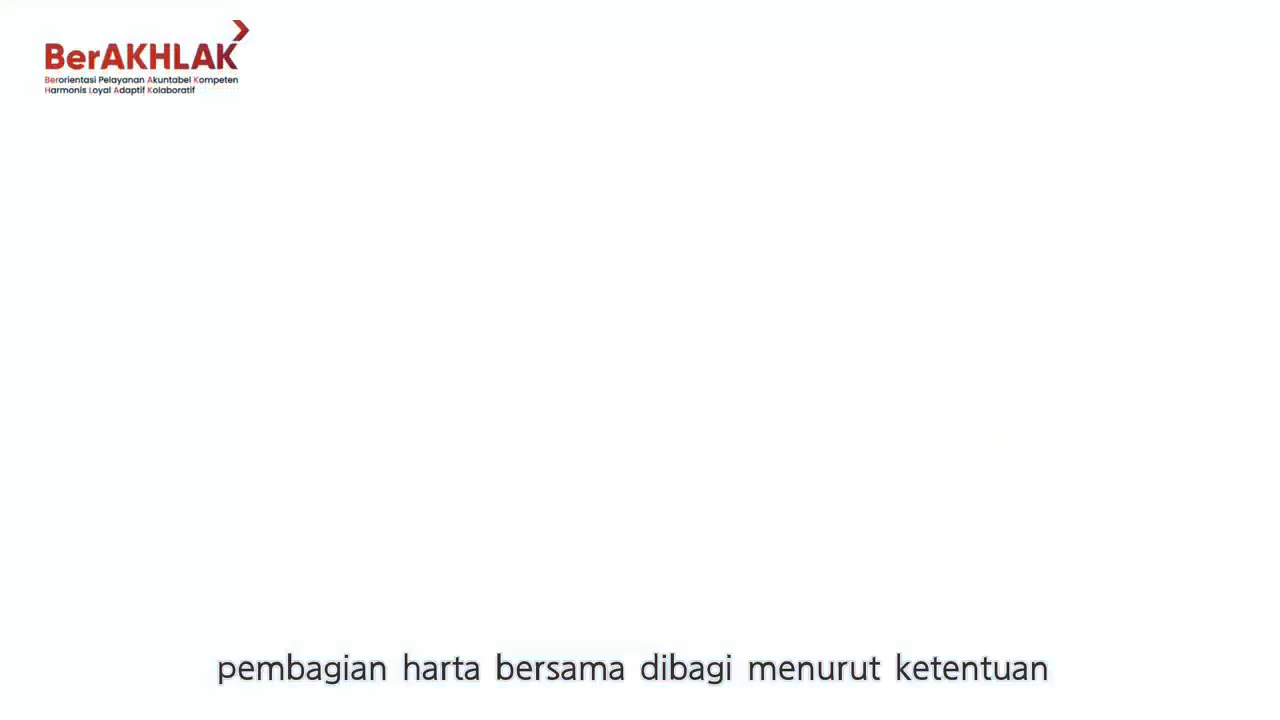 BerAKHLAK
Berorientasi Pelayanan Akuntabel Kompeten
Harmonis Loyal Adaptif Kolaboratif
pembagian harta bersama dibagi menurut ketentuan